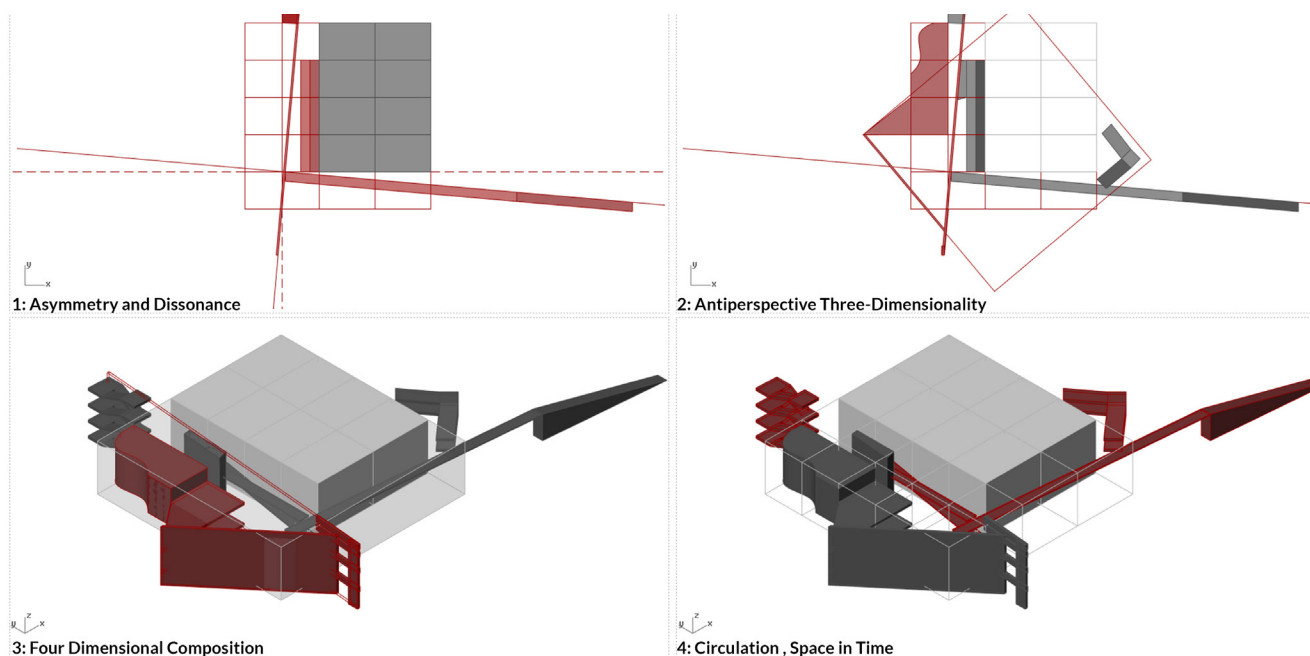 y
x
1: Asymmetry and Dissonance
y
x
2: Antiperspective Three-Dimensionality
z
y x
3: Four Dimensional Composition
z
y x
4: Circulation , Space in Time